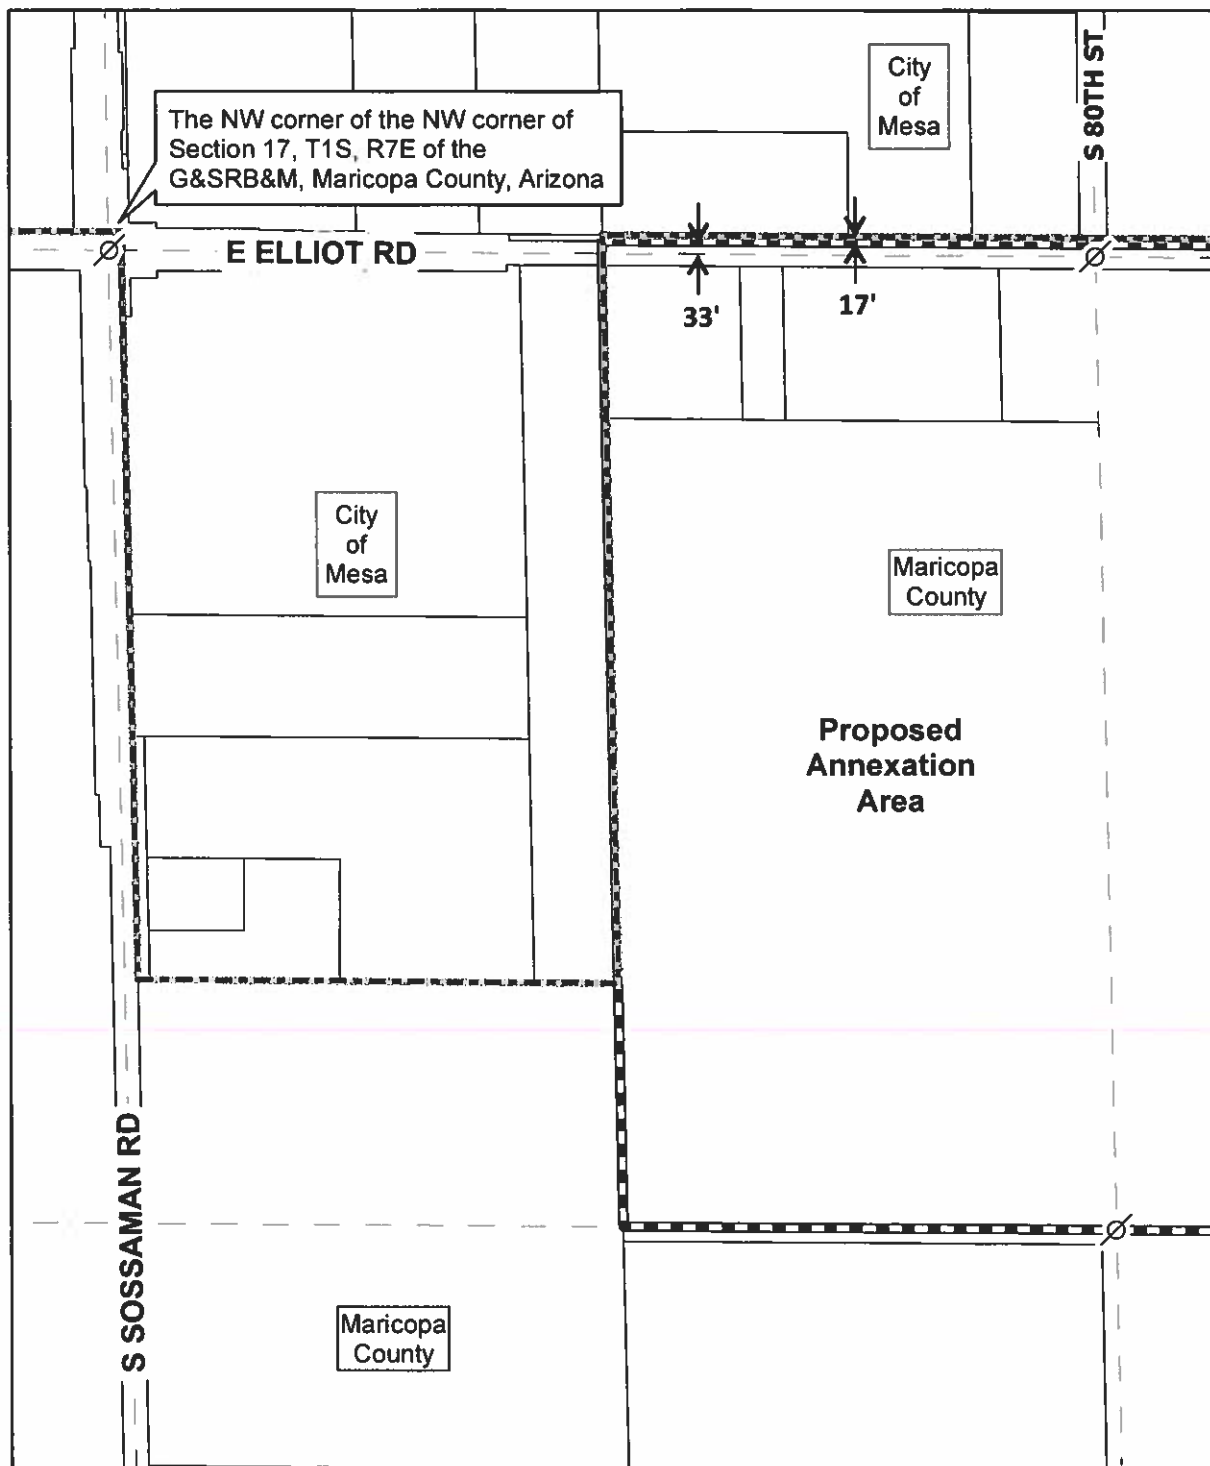 City
of
Mesa
S 80TH ST
The NW corner of the NW corner of
Section 17, T1S, R7E of the
G&SRB&M, Maricopa County, Arizona
E ELLIOT RD
33'
17'
City
of
Mesa
Maricopa
County
Proposed
Annexation
Area
S SOSSAMAN RD
Maricopa
County